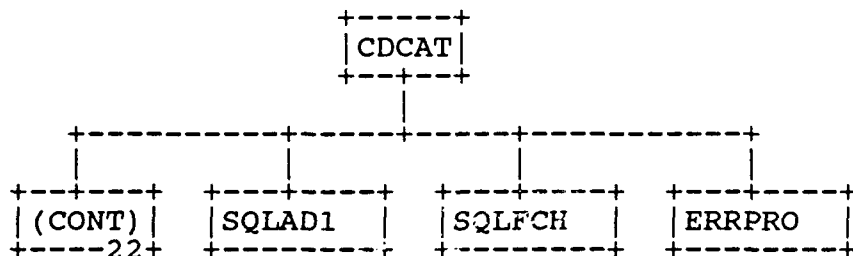 CDCAT
(CONT) SQLAD1 SQLFCH ERRPRO
22